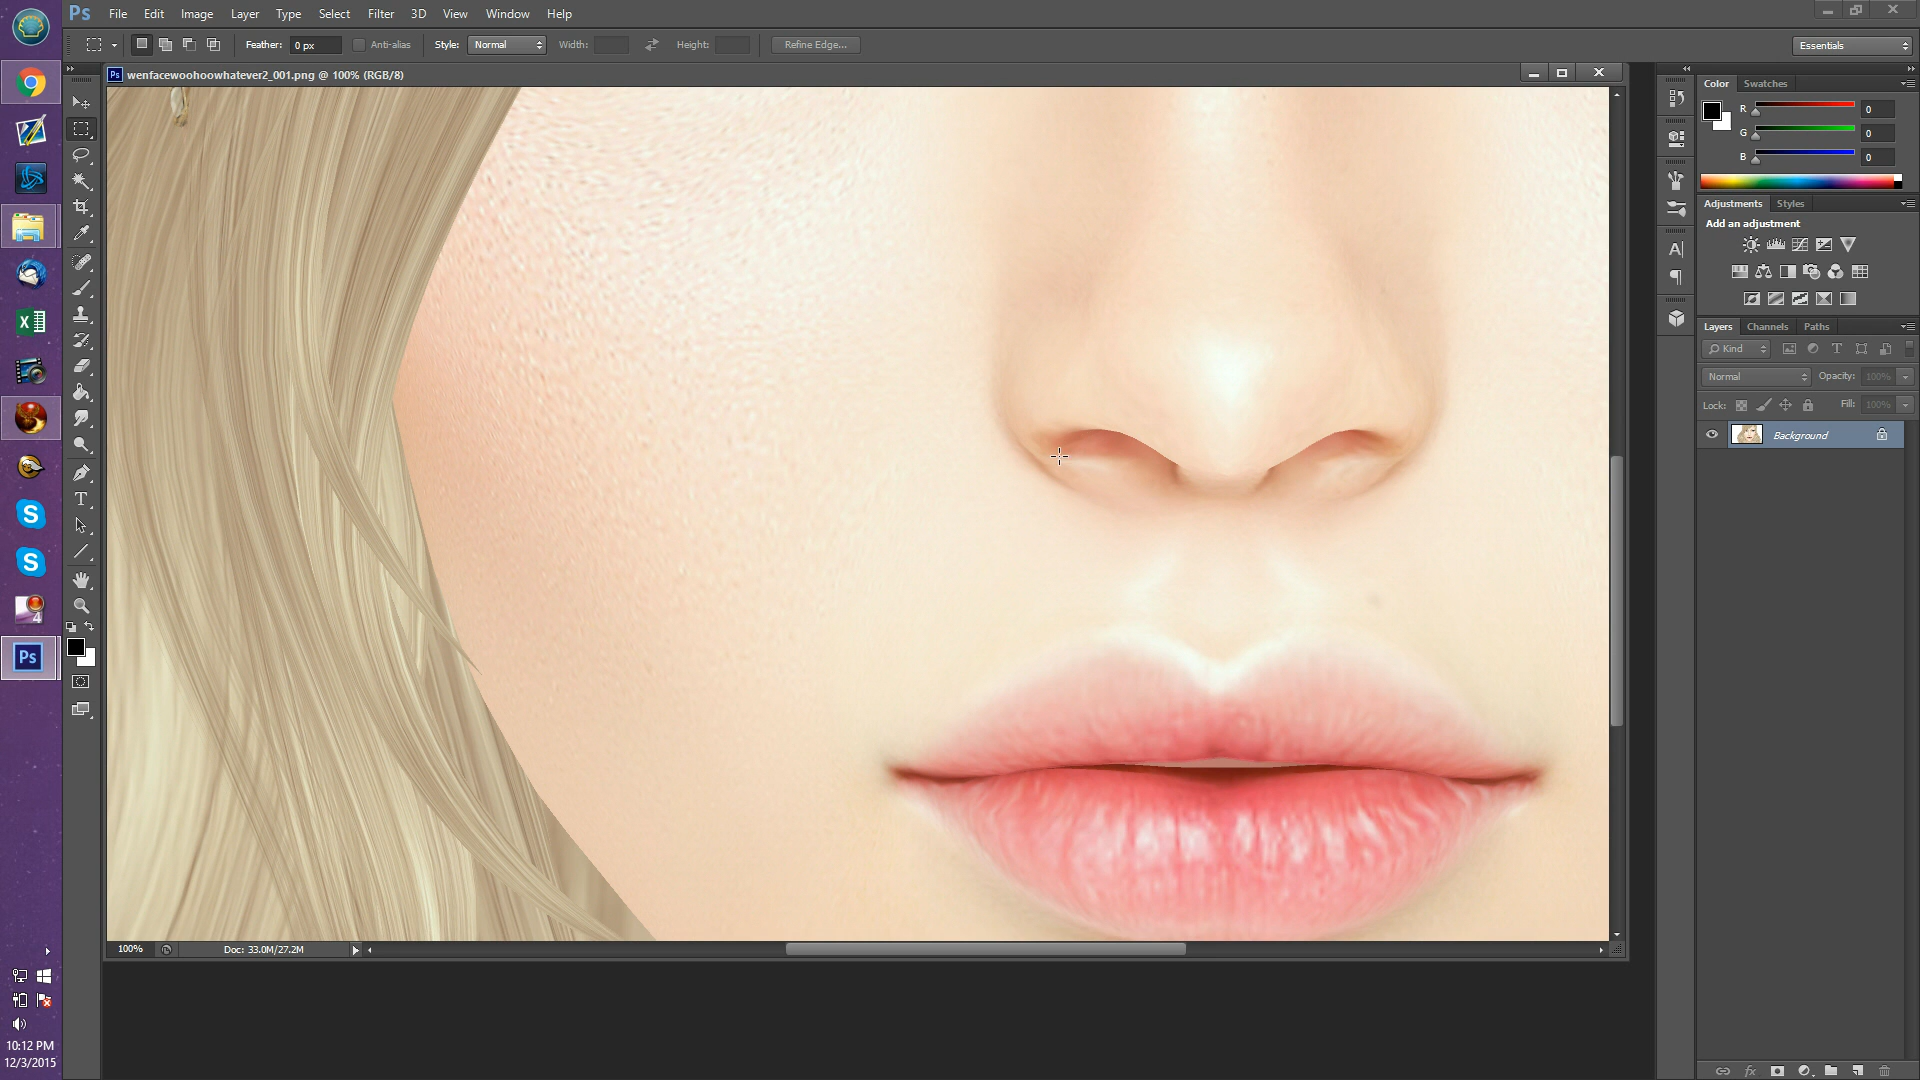 Ps File Edit Image Layer Type Select Filter 3D View Window Help
Feather: 0 px Anti-alias Style: Normal Width: Height: Refine Edge... Essentials
Ps wenfacewoohoowhatever2_001.png @ 100% (RGB/8)
Color Swatches
R 0
G 0
B 0
Adjustments Styles
Add an adjustment
Layers Channels Paths
Kind
Normal Opacity: 100%
Lock: Fill: 100%
Background
S
S
4
Ps
100% Doc: 33.0M/27.2M
10:12 PM
12/3/2015